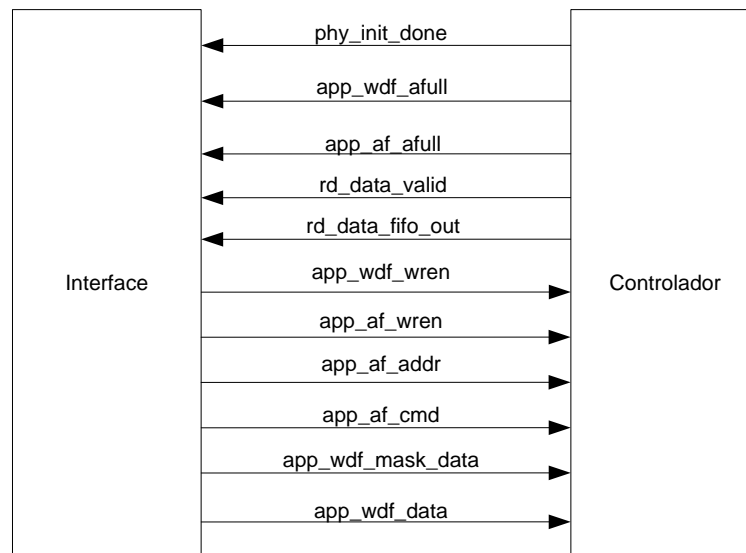 phy_init_done
app_wdf_afull
app_af_afull
rd_data_valid
rd_data_fifo_out
app_wdf_wren
Interface
Controlador
app_af_wren
app_af_addr
app_af_cmd
app_wdf_mask_data
app_wdf_data